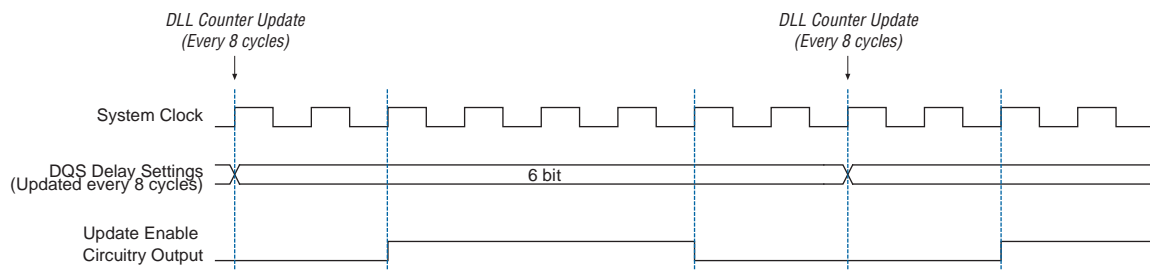 DLL Counter Update
(Every 8 cycles)
DLL Counter Update
(Every 8 cycles)
System Clock
DQS Delay Settings
(Updated every 8 cycles)
6 bit
Update Enable
Circuitry Output